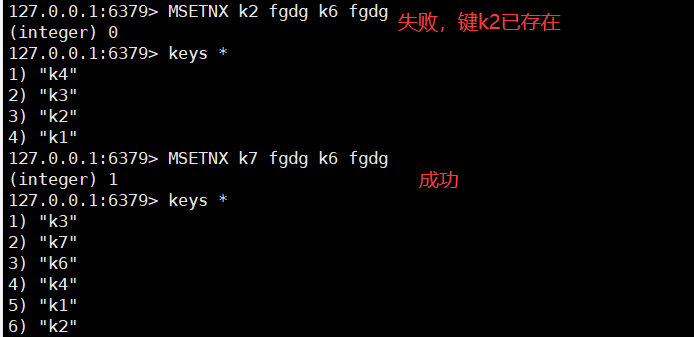 127.0.0.1:6379> MSETNX k2 fgdg k6 fgdg 失败，键k2已存在
(integer) 0
127.0.0.1:6379> keys *
1) "k4"
2) "k3"
3) "k2"
4) "k1"
127.0.0.1:6379> MSETNX k7 fgdg k6 fgdg
(integer) 1 成功
127.0.0.1:6379> keys *
1) "k3"
2) "k7"
3) "k6"
4) "k4"
5) "k1"
6) "k2"